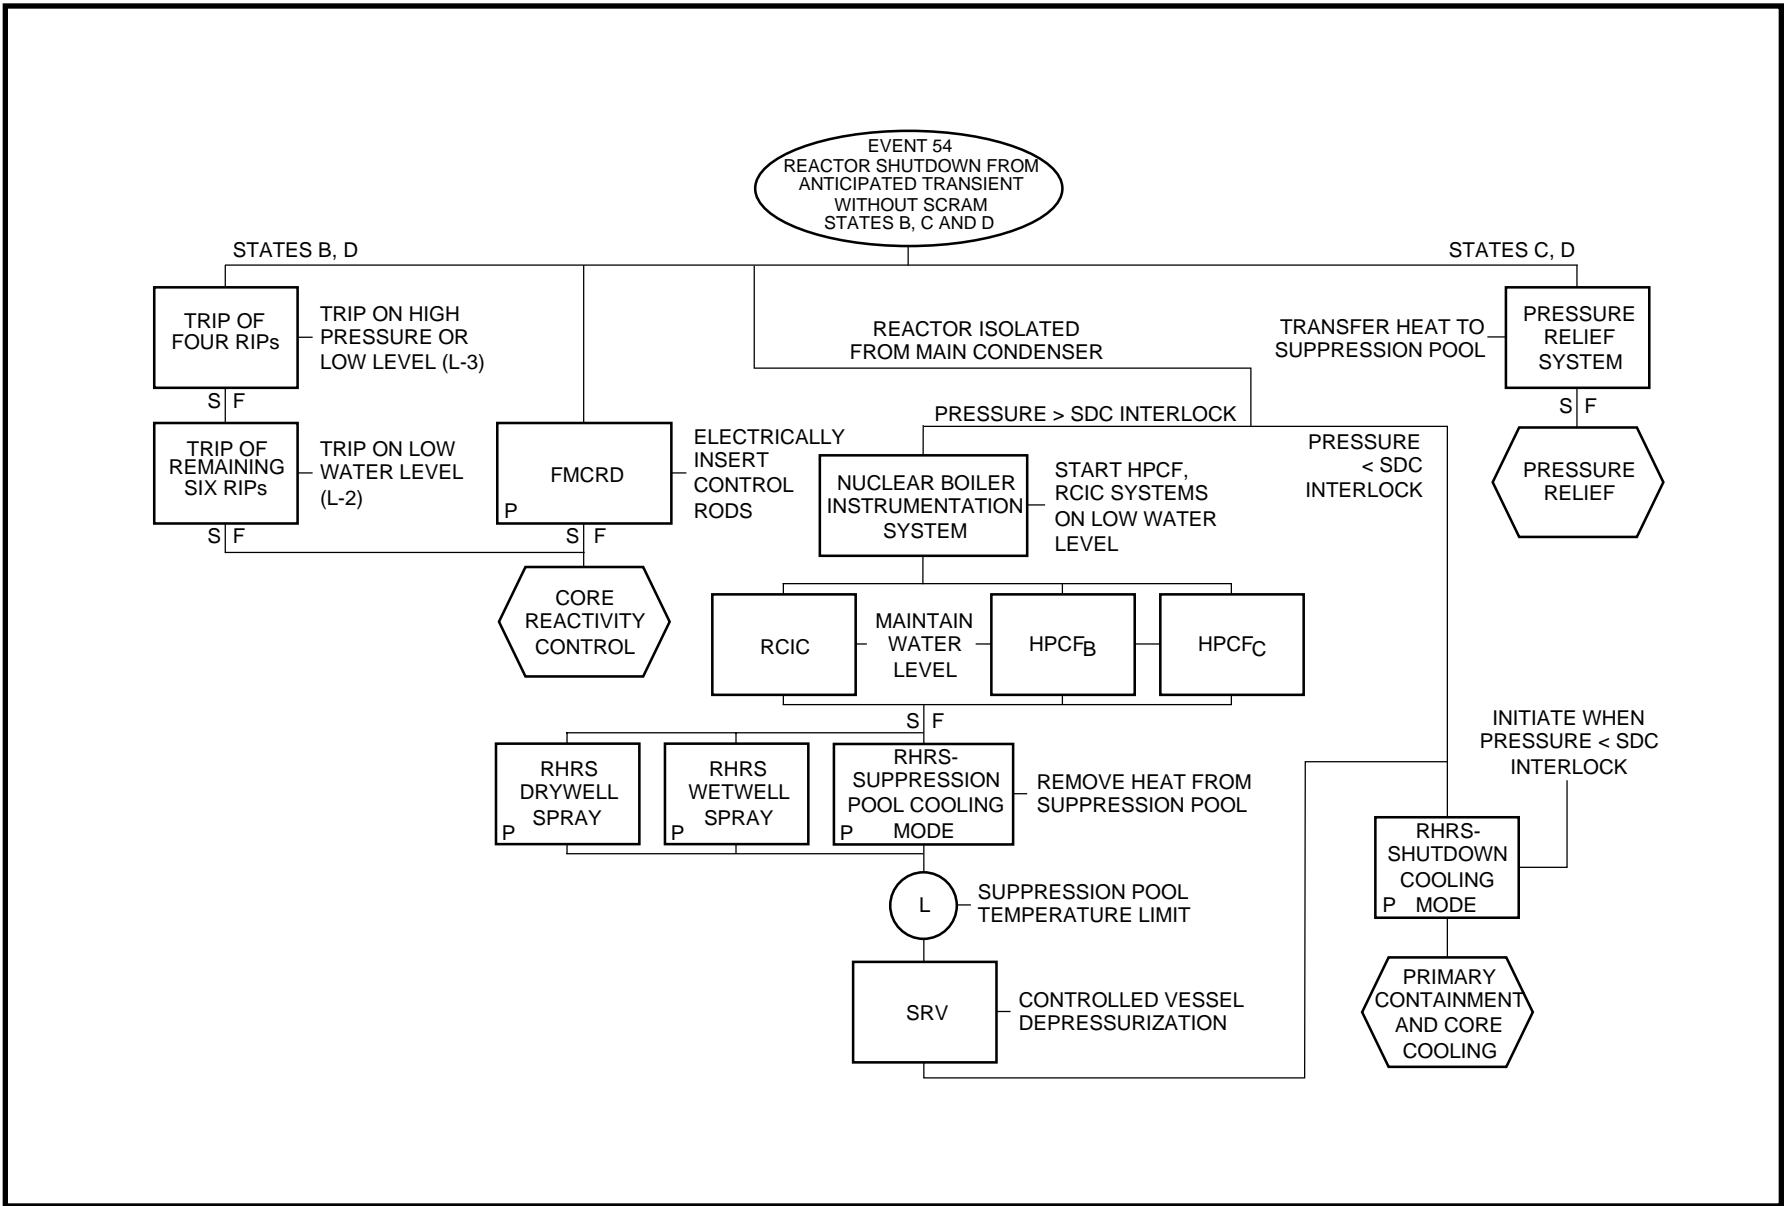 EVENT 54
REACTOR SHUTDOWN FROM
ANTICIPATED TRANSIENT
WITHOUT SCRAM
STATES B, C AND D
STATES B, D
STATES C, D
TRIP OF
FOUR RIPs
TRIP ON HIGH
PRESSURE OR
LOW LEVEL (L-3)
S F
TRIP OF
REMAINING
SIX RIPs
TRIP ON LOW
WATER LEVEL
(L-2)
S F
FMCRD
P
ELECTRICALLY
INSERT
CONTROL
RODS
S F
CORE
REACTIVITY
CONTROL
REACTOR ISOLATED
FROM MAIN CONDENSER
PRESSURE > SDC INTERLOCK
PRESSURE
< SDC
INTERLOCK
TRANSFER HEAT TO
SUPPRESSION POOL
PRESSURE
RELIEF
SYSTEM
S F
PRESSURE
RELIEF
NUCLEAR BOILER
INSTRUMENTATION
SYSTEM
START HPCF,
RCIC SYSTEMS
ON LOW WATER
LEVEL
RCIC
MAINTAIN
WATER
LEVEL
HPCFB
HPCFC
S F
RHRS
DRYWELL
SPRAY
P
RHRS
WETWELL
SPRAY
P
RHRS-
SUPPRESSION
POOL COOLING
P MODE
REMOVE HEAT FROM
SUPPRESSION POOL
L
SUPPRESSION POOL
TEMPERATURE LIMIT
SRV
CONTROLLED VESSEL
DEPRESSURIZATION
INITIATE WHEN
PRESSURE < SDC
INTERLOCK
RHRS-
SHUTDOWN
COOLING
P MODE
PRIMARY
CONTAINMENT
AND CORE
COOLING